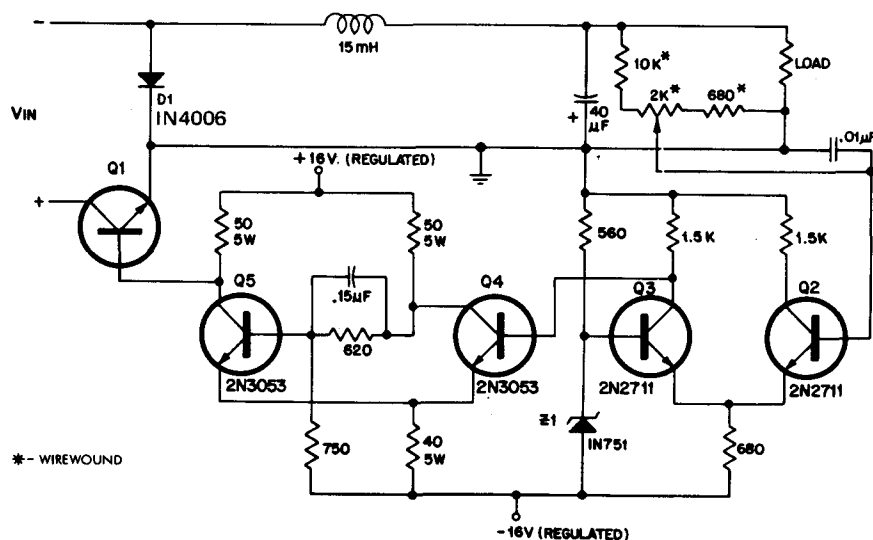 -
15 mH
10K*
LOAD
D1
IN4006
2K*
680*
VIN
40
µF
+
.01µF
+16V. (REGULATED)
Q1
+
50
5W
50
5W
560
1.5K
1.5K
Q5
.15µF
Q4
Q3
Q2
620
2N3053
2N3053
2N2711
2N2711
Z1
IN751
750
40
5W
680
*- WIREWOUND
-16V (REGULATED)